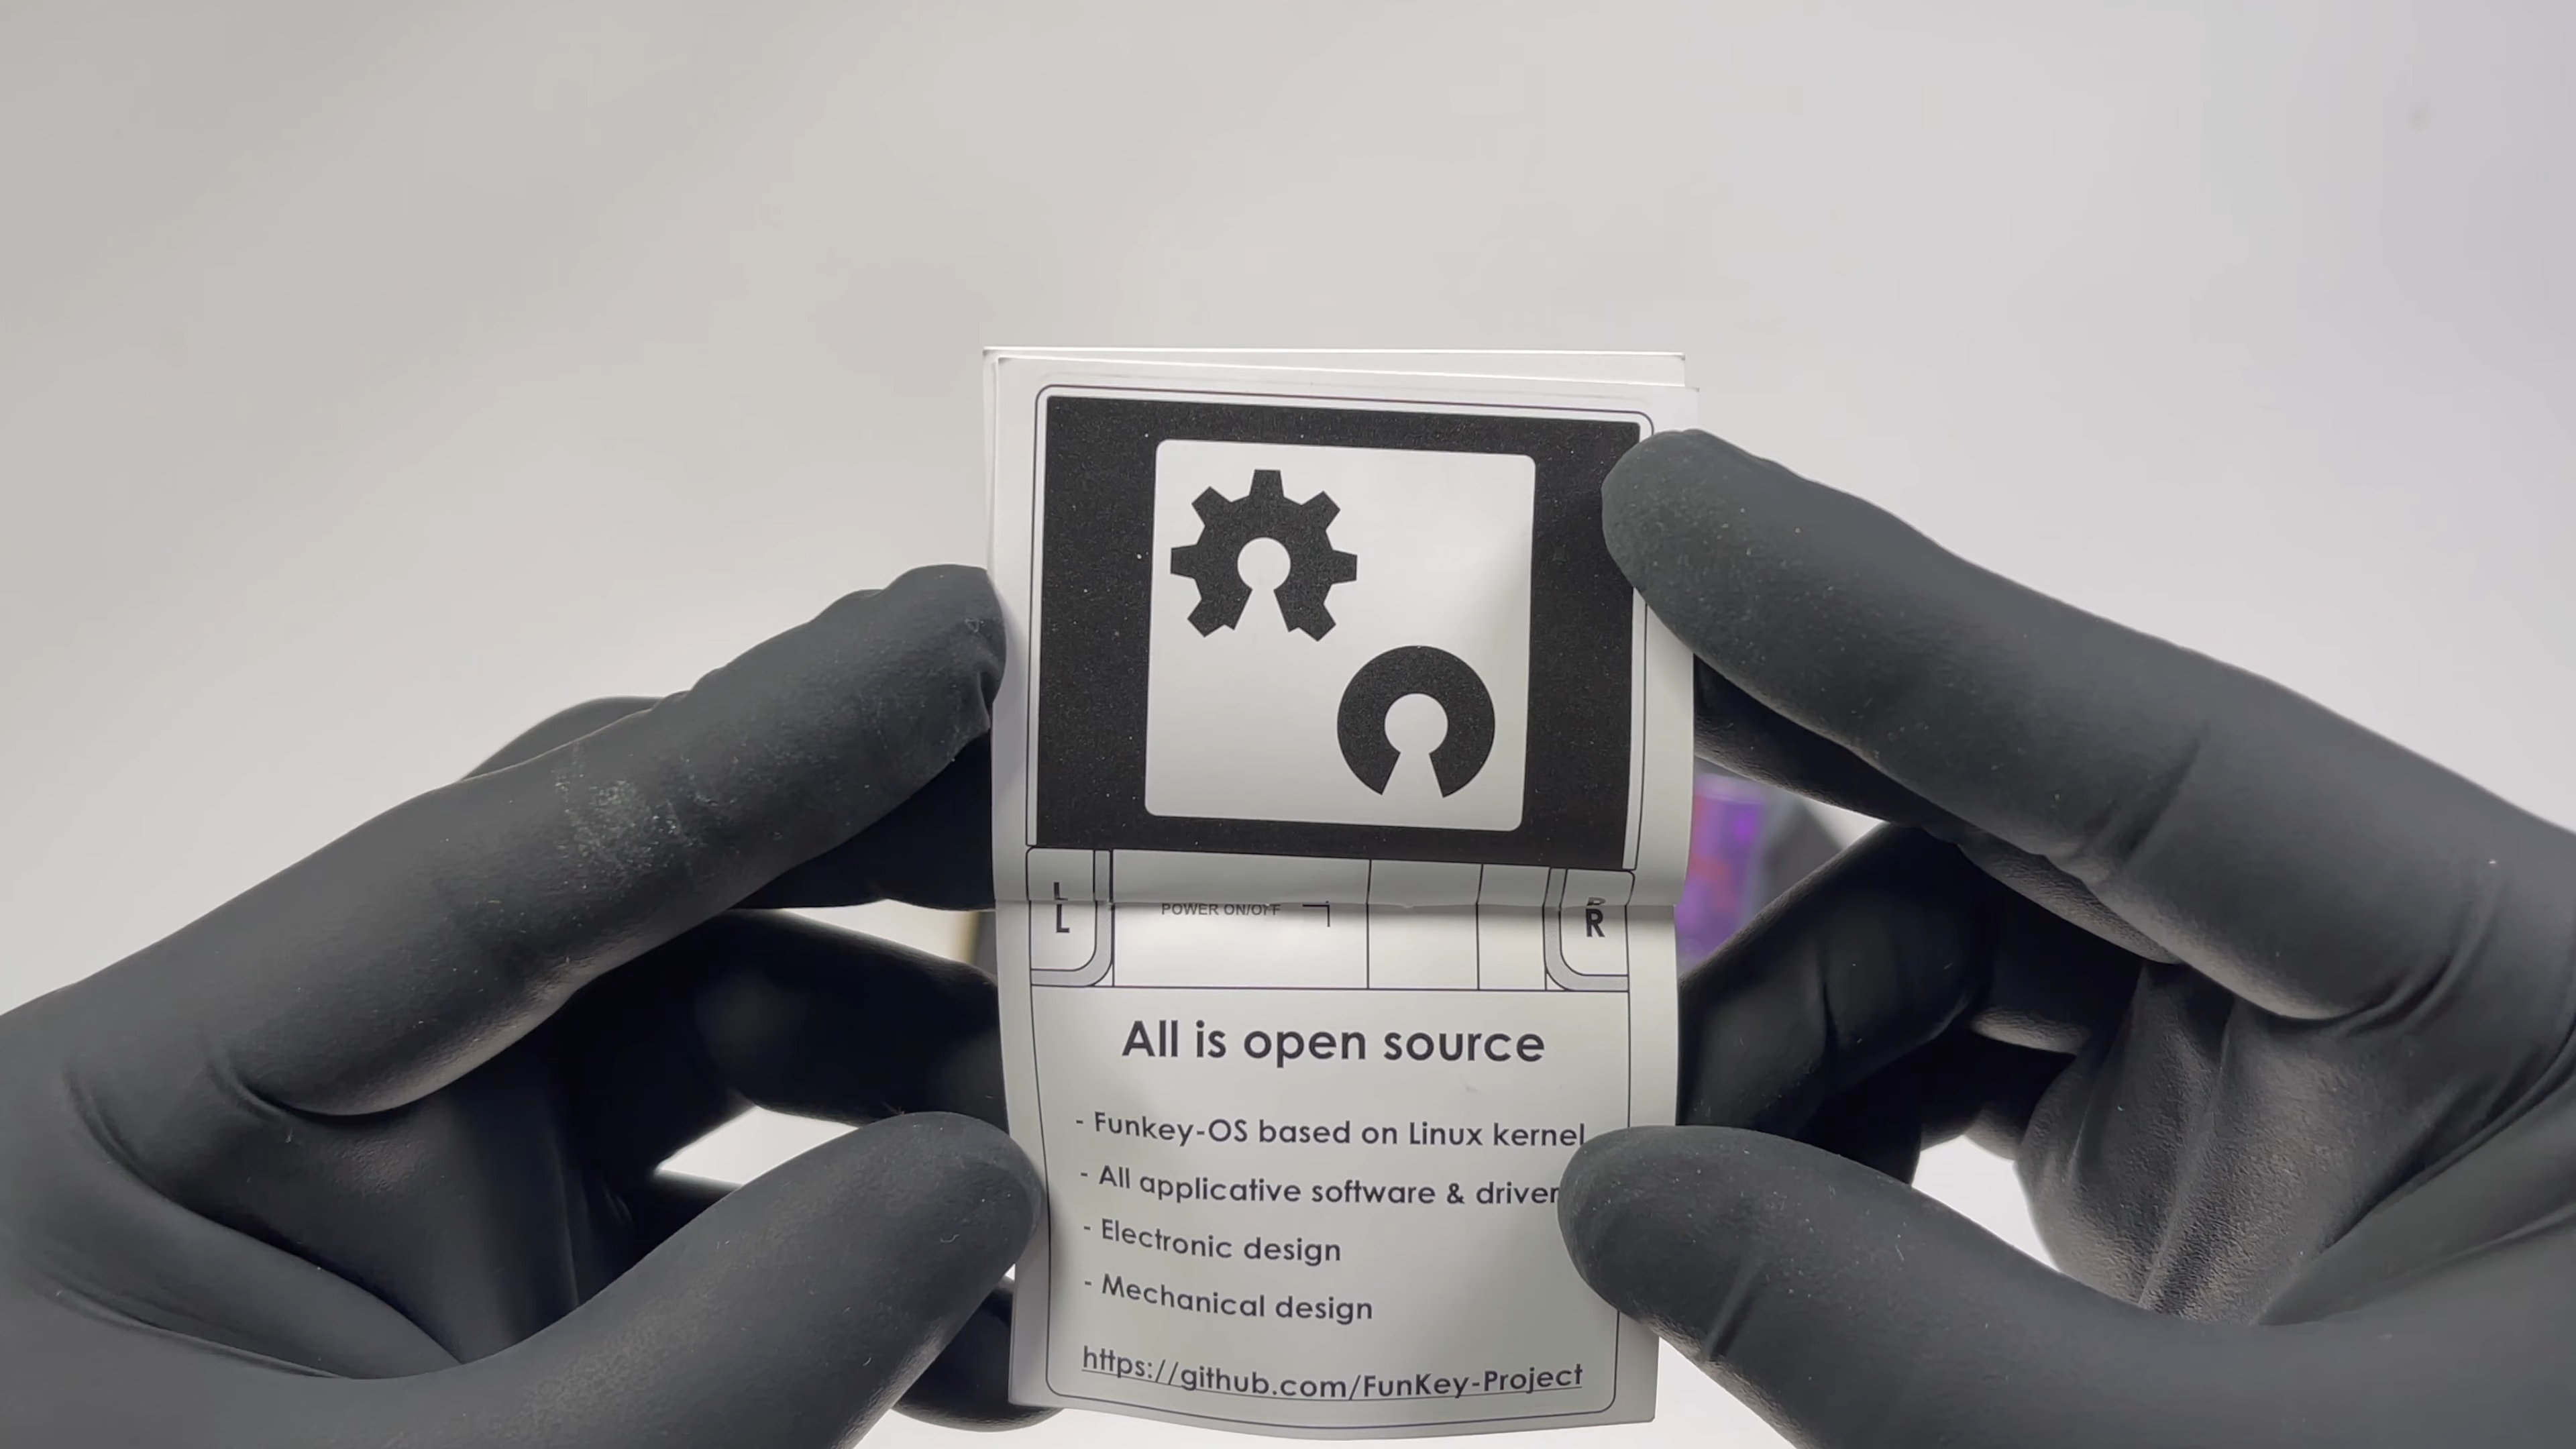 L
POWER ON/OFF
L
R
All is open source
- Funkey-OS based on Linux kernel
- All applicative software & driver
- Electronic design
- Mechanical design
https://github.com/FunKey-Project